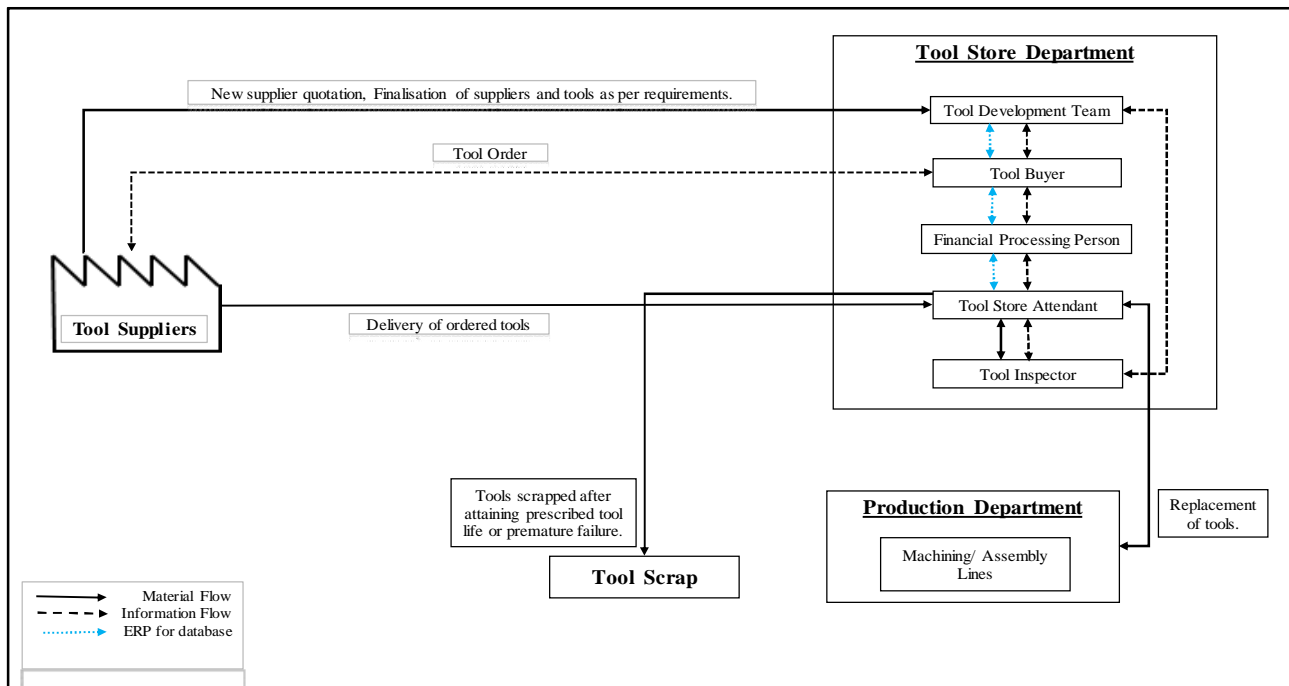 Tool Store Department
New supplier quotation, Finalisation of suppliers and tools as per requirements.
Tool Development Team
Tool Order
Tool Buyer
Financial Processing Person
Tool Store Attendant
Tool Suppliers
Delivery of ordered tools
Tool Inspector
Tools scrapped after
attaining prescribed tool
life or premature failure.
Production Department
Replacement
of tools.
Machining/ Assembly
Lines
Tool Scrap
Material Flow
Information Flow
ERP for database